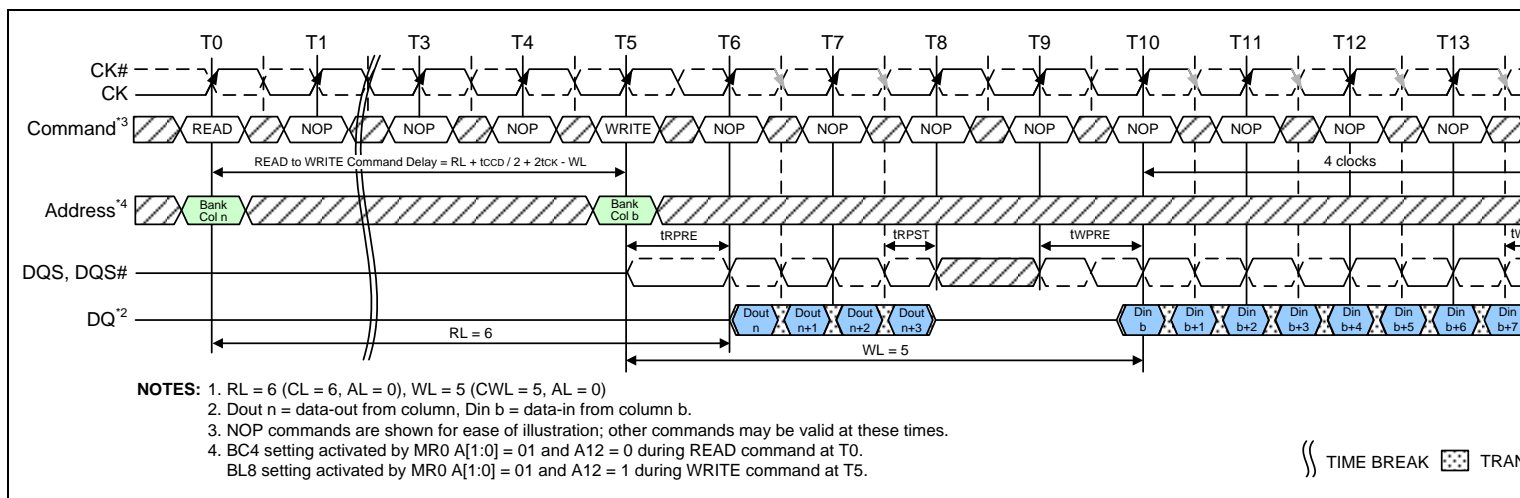 T0 T1 T3 T4 T5 T6 T7 T8 T9 T10 T11 T12 T13
CK#
CK
Command*3 READ NOP NOP NOP WRITE NOP NOP NOP NOP NOP NOP NOP NOP
READ to WRITE Command Delay = RL + tCCD / 2 + 2tCK - WL
4 clocks
Address*4 Bank Col n Bank Col b
tRPRE tRPST tWPRE
DQS, DQS#
DQ*2 Dout n Dout n+1 Dout n+2 Dout n+3 Din b Din b+1 Din b+2 Din b+3 Din b+4 Din b+5 Din b+6 Din b+7
RL = 6
WL = 5
NOTES: 1. RL = 6 (CL = 6, AL = 0), WL = 5 (CWL = 5, AL = 0)
2. Dout n = data-out from column, Din b = data-in from column b.
3. NOP commands are shown for ease of illustration; other commands may be valid at these times.
4. BC4 setting activated by MR0 A[1:0] = 01 and A12 = 0 during READ command at T0.
BL8 setting activated by MR0 A[1:0] = 01 and A12 = 1 during WRITE command at T5.
TIME BREAK